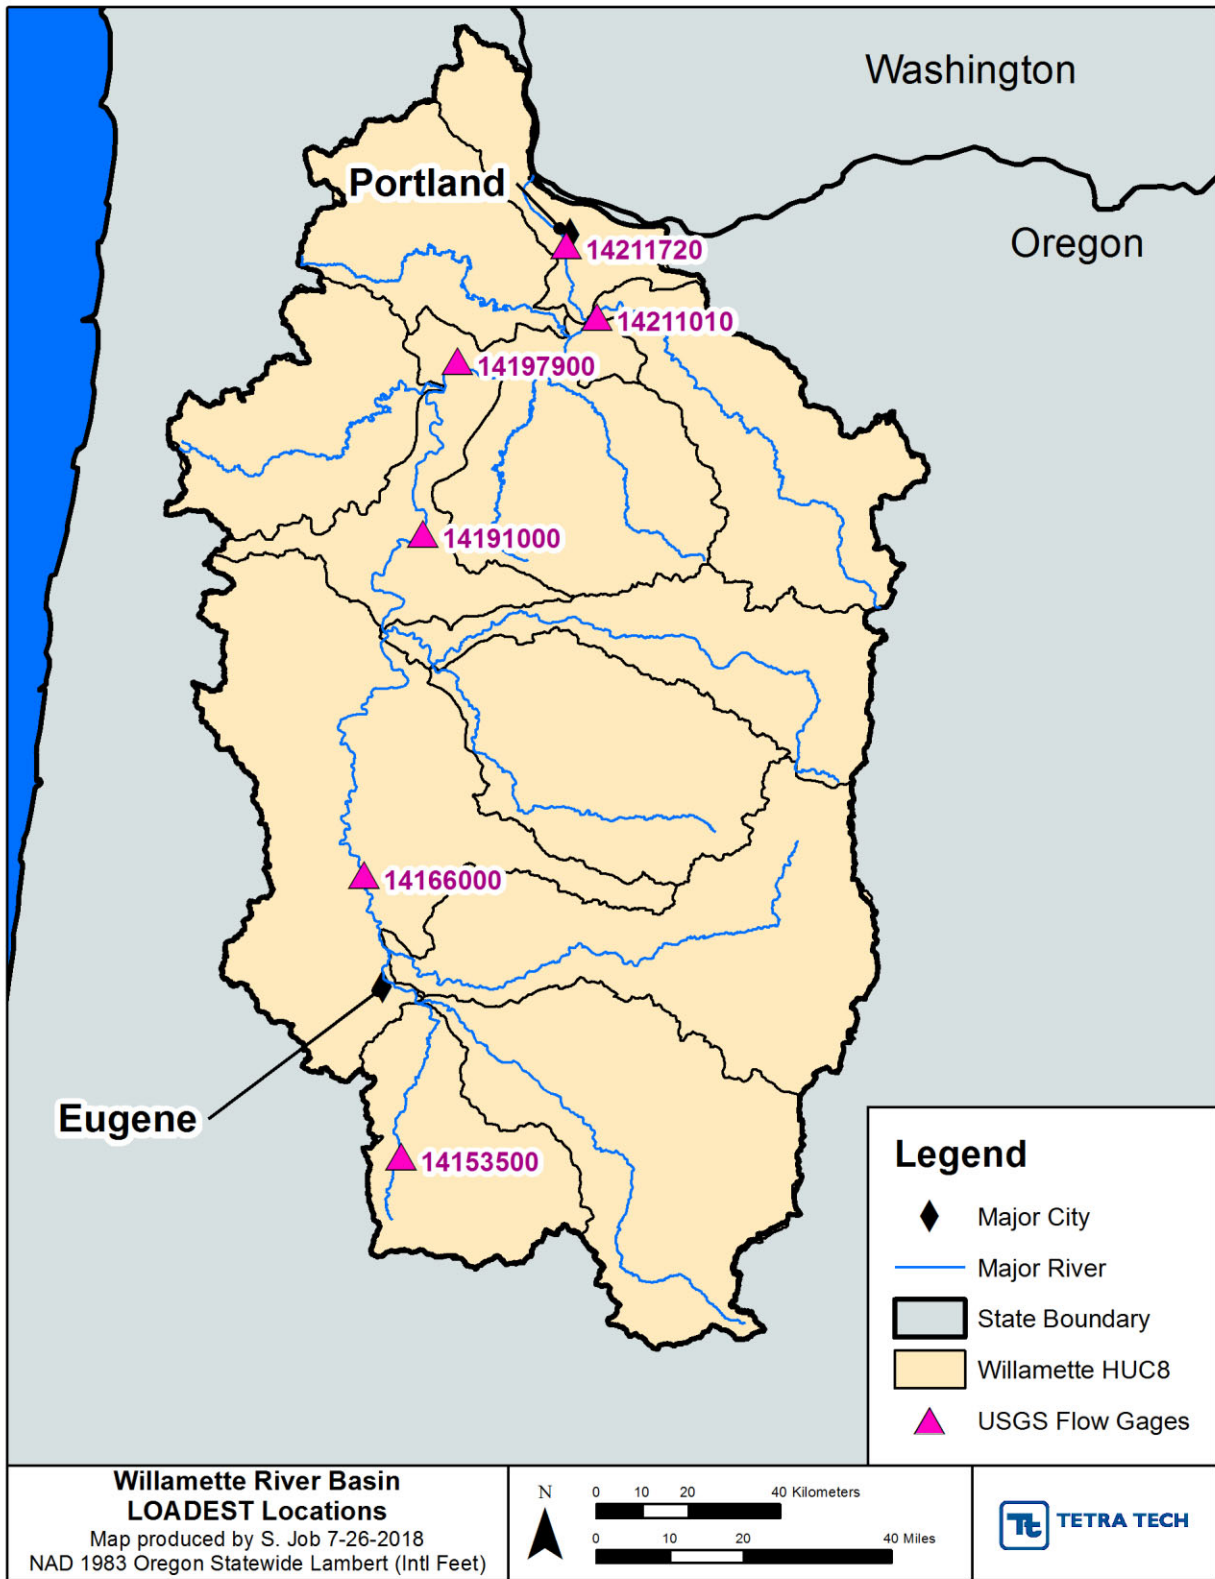 Washington
Portland
Oregon
14211720
14211010
14197900
14191000
14166000
Eugene
14153500
Legend
Major City
Major River
State Boundary
Willamette HUC8
USGS Flow Gages
Willamette River Basin
LOADEST Locations
Map produced by S. Job 7-26-2018
NAD 1983 Oregon Statewide Lambert (Intl Feet)
N
0 10 20 40 Kilometers
0 10 20 40 Miles
Tt TETRA TECH